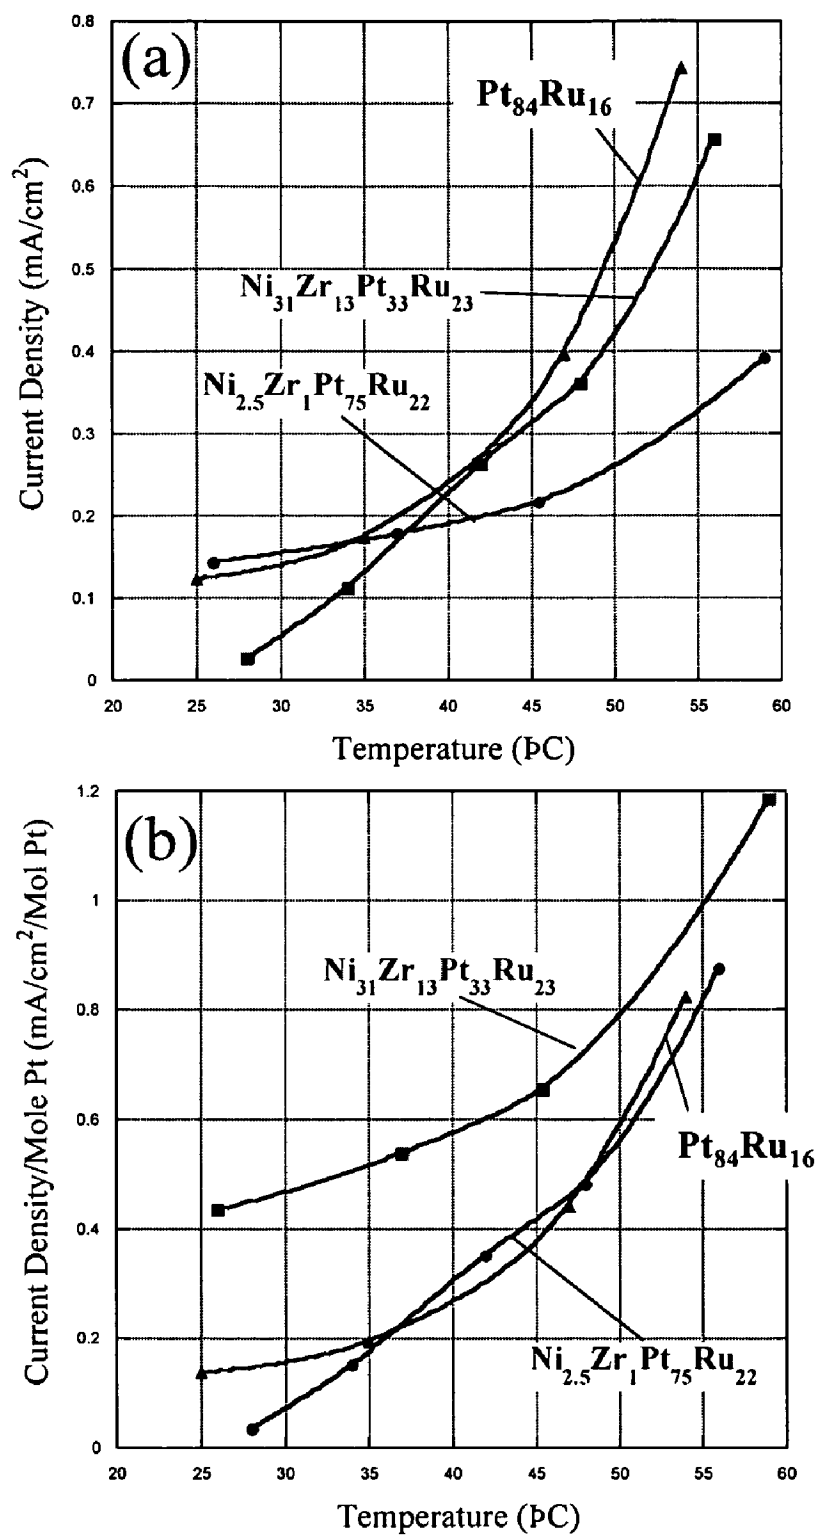 (a)
0.8
0.7
0.6
0.5
0.4
0.3
0.2
0.1
0
Current Density (mA/cm²)
Pt₈₄Ru₁₆
Ni₃₁Zr₁₃Pt₃₃Ru₂₃
Ni₂.₅Zr₁Pt₇₅Ru₂₂
20 25 30 35 40 45 50 55 60
Temperature (ÞC)
(b)
1.2
1
0.8
0.6
0.4
0.2
0
Current Density/Mole Pt (mA/cm²/Mol Pt)
Ni₃₁Zr₁₃Pt₃₃Ru₂₃
Pt₈₄Ru₁₆
Ni₂.₅Zr₁Pt₇₅Ru₂₂
20 25 30 35 40 45 50 55 60
Temperature (ÞC)